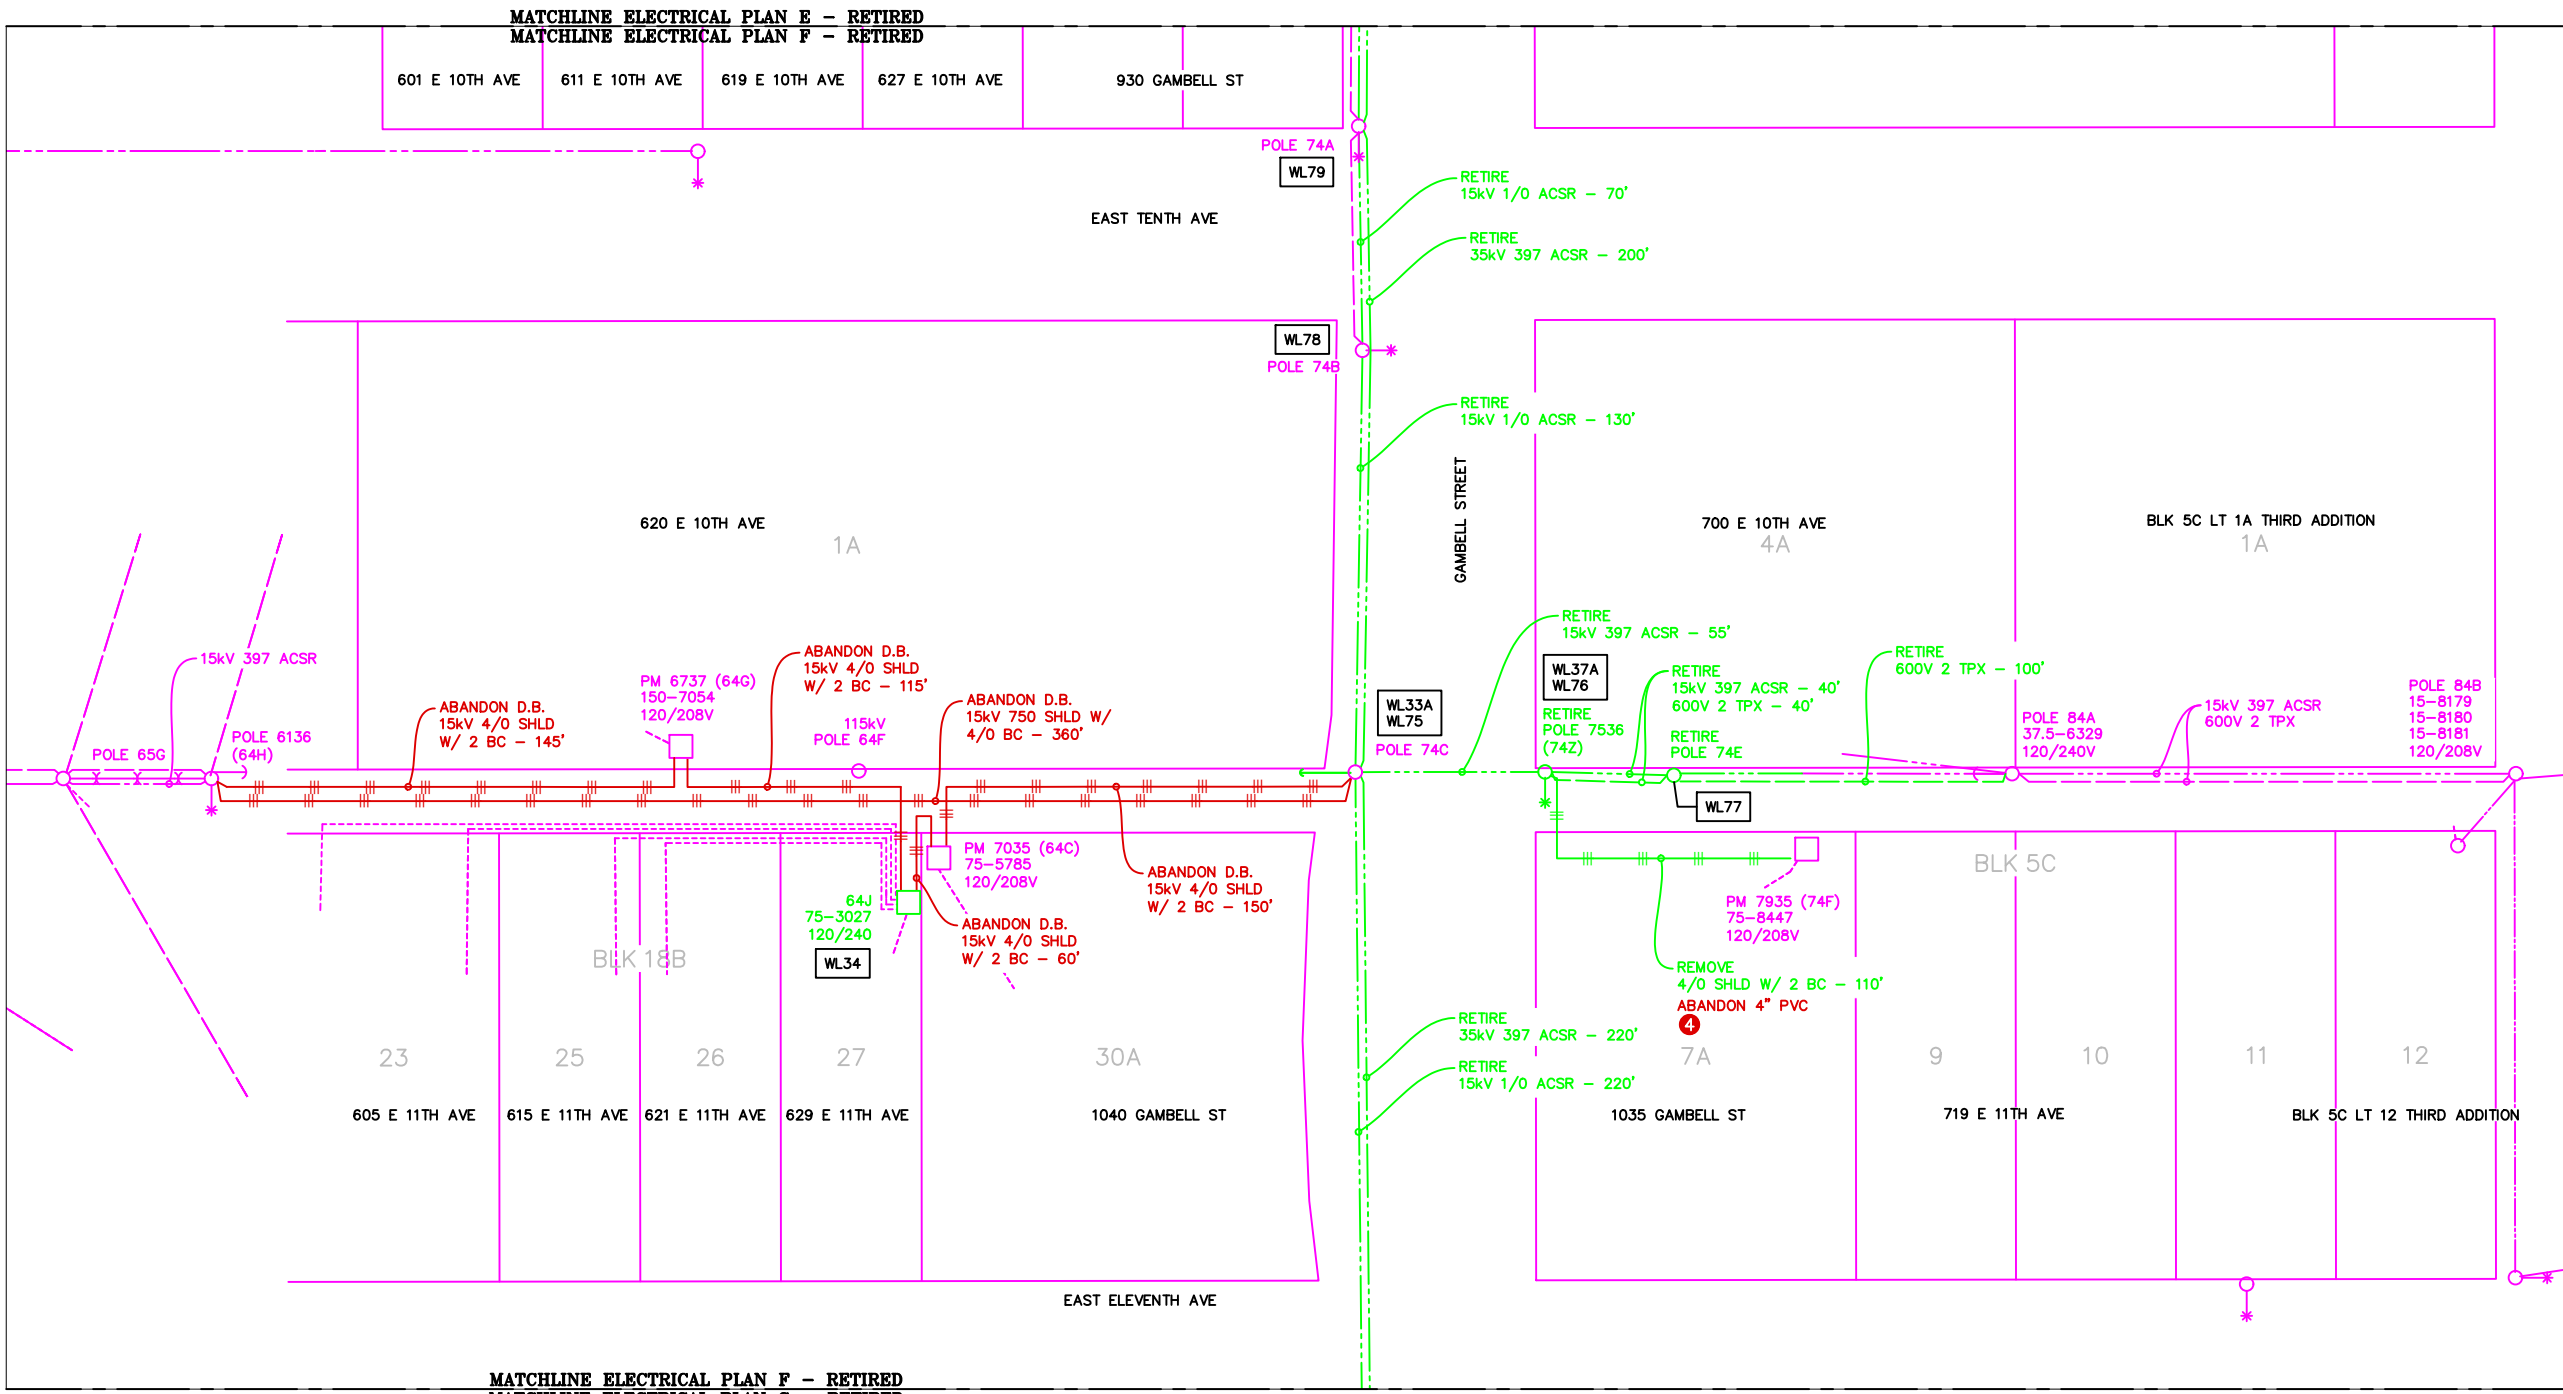 MATCHLINE ELECTRICAL PLAN E – RETIRED
MATCHLINE ELECTRICAL PLAN F – RETIRED
601 E 10TH AVE
611 E 10TH AVE
619 E 10TH AVE
627 E 10TH AVE
930 GAMBELL ST
POLE 74A
WL79
EAST TENTH AVE
RETIRE
15kV 1/0 ACSR – 70'
RETIRE
35kV 397 ACSR – 200'
WL78
POLE 74B
RETIRE
15kV 1/0 ACSR – 130'
GAMBELL STREET
620 E 10TH AVE
1A
700 E 10TH AVE
4A
BLK 5C LT 1A THIRD ADDITION
1A
15kV 397 ACSR
POLE 65G
POLE 6136
(64H)
ABANDON D.B.
15kV 4/0 SHLD
W/ 2 BC – 145'
PM 6737 (64G)
150–7054
120/208V
ABANDON D.B.
15kV 4/0 SHLD
W/ 2 BC – 115'
115kV
POLE 64F
ABANDON D.B.
15kV 750 SHLD W/
4/0 BC – 360'
WL33A
WL75
POLE 74C
RETIRE
15kV 397 ACSR – 55'
WL37A
WL76
RETIRE
POLE 7536
(74Z)
RETIRE
15kV 397 ACSR – 40'
600V 2 TPX – 40'
RETIRE
POLE 74E
WL77
RETIRE
600V 2 TPX – 100'
POLE 84A
37.5–6329
120/240V
15kV 397 ACSR
600V 2 TPX
POLE 84B
15–8179
15–8180
15–8181
120/208V
PM 7035 (64C)
75–5785
120/208V
64J
75–3027
120/240
WL34
ABANDON D.B.
15kV 4/0 SHLD
W/ 2 BC – 60'
ABANDON D.B.
15kV 4/0 SHLD
W/ 2 BC – 150'
BLK 18B
BLK 5C
PM 7935 (74F)
75–8447
120/208V
REMOVE
4/0 SHLD W/ 2 BC – 110'
ABANDON 4" PVC
4
RETIRE
35kV 397 ACSR – 220'
RETIRE
15kV 1/0 ACSR – 220'
23
25
26
27
30A
7A
9
10
11
12
605 E 11TH AVE
615 E 11TH AVE
621 E 11TH AVE
629 E 11TH AVE
1040 GAMBELL ST
1035 GAMBELL ST
719 E 11TH AVE
BLK 5C LT 12 THIRD ADDITION
EAST ELEVENTH AVE
MATCHLINE ELECTRICAL PLAN F – RETIRED